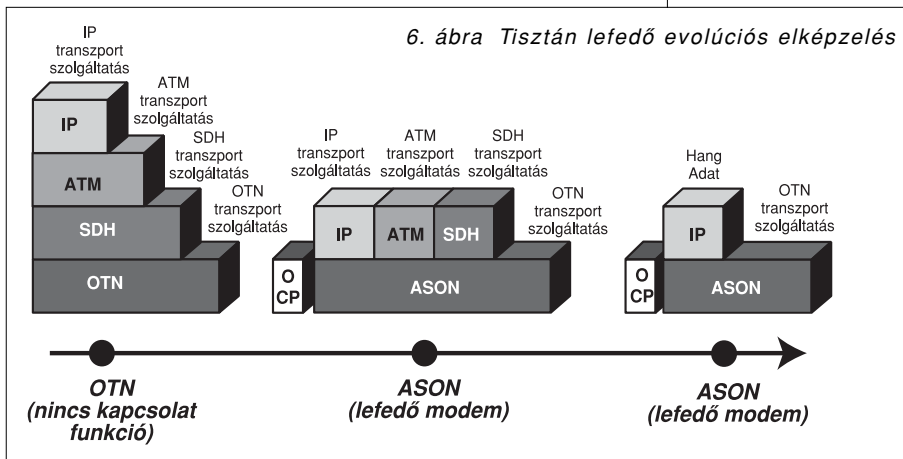 6. ábra Tisztán lefedő evolúciós elképzelés
IP
transzport
szolgáltatás
ATM
transzport
szolgáltatás
SDH
transzport
szolgáltatás
OTN
transzport
szolgáltatás
IP
ATM
SDH
OTN
IP
transzport
szolgáltatás
ATM
transzport
szolgáltatás
SDH
transzport
szolgáltatás
OTN
transzport
szolgáltatás
IP
ATM
SDH
O
CP
ASON
Hang
Adat
OTN
transzport
szolgáltatás
IP
O
CP
ASON
OTN
(nincs kapcsolat
funkció)
ASON
(lefedő modem)
ASON
(lefedő modem)